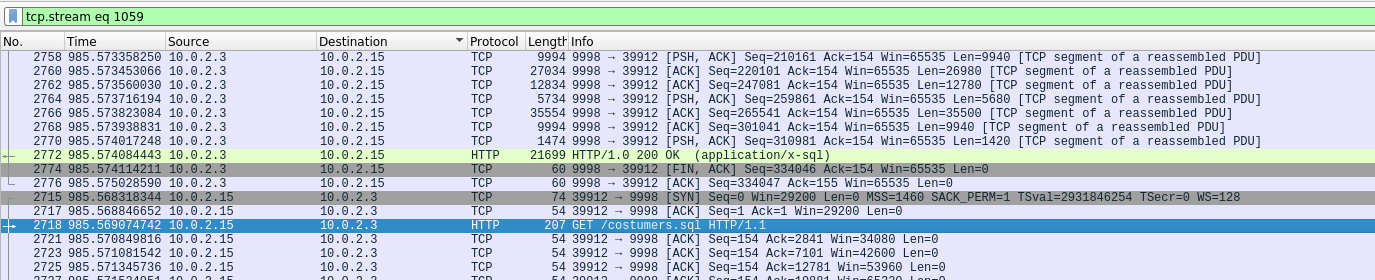 tcp.stream eq 1059
No. Time Source Destination Protocol Length Info
2758 985.573358250 10.0.2.3 10.0.2.15 TCP 9994 9998 → 39912 [PSH, ACK] Seq=210161 Ack=154 Win=65535 Len=9940 [TCP segment of a reassembled PDU]
2760 985.573453066 10.0.2.3 10.0.2.15 TCP 27034 9998 → 39912 [ACK] Seq=220101 Ack=154 Win=65535 Len=26980 [TCP segment of a reassembled PDU]
2762 985.573560030 10.0.2.3 10.0.2.15 TCP 12834 9998 → 39912 [ACK] Seq=247081 Ack=154 Win=65535 Len=12780 [TCP segment of a reassembled PDU]
2764 985.573716194 10.0.2.3 10.0.2.15 TCP 5734 9998 → 39912 [PSH, ACK] Seq=259861 Ack=154 Win=65535 Len=5680 [TCP segment of a reassembled PDU]
2766 985.573823084 10.0.2.3 10.0.2.15 TCP 35554 9998 → 39912 [ACK] Seq=265541 Ack=154 Win=65535 Len=35500 [TCP segment of a reassembled PDU]
2768 985.573938831 10.0.2.3 10.0.2.15 TCP 9994 9998 → 39912 [ACK] Seq=301041 Ack=154 Win=65535 Len=9940 [TCP segment of a reassembled PDU]
2770 985.574017248 10.0.2.3 10.0.2.15 TCP 1474 9998 → 39912 [ACK] Seq=310981 Ack=154 Win=65535 Len=1420 [TCP segment of a reassembled PDU]
2772 985.574084443 10.0.2.3 10.0.2.15 HTTP 21699 HTTP/1.0 200 OK (application/x-sql)
2774 985.574114211 10.0.2.3 10.0.2.15 TCP 60 9998 → 39912 [FIN, ACK] Seq=334046 Ack=154 Win=65535 Len=0
2776 985.575028590 10.0.2.3 10.0.2.15 TCP 60 9998 → 39912 [ACK] Seq=334047 Ack=155 Win=65535 Len=0
2715 985.568318344 10.0.2.15 10.0.2.3 TCP 74 39912 → 9998 [SYN] Seq=0 Win=29200 Len=0 MSS=1460 SACK_PERM=1 TSval=2931846254 TSecr=0 WS=128
2717 985.568846652 10.0.2.15 10.0.2.3 TCP 54 39912 → 9998 [ACK] Seq=1 Ack=1 Win=29200 Len=0
2718 985.569074742 10.0.2.15 10.0.2.3 HTTP 207 GET /costumers.sql HTTP/1.1
2721 985.570849816 10.0.2.15 10.0.2.3 TCP 54 39912 → 9998 [ACK] Seq=154 Ack=2841 Win=34080 Len=0
2723 985.571081542 10.0.2.15 10.0.2.3 TCP 54 39912 → 9998 [ACK] Seq=154 Ack=7101 Win=42600 Len=0
2725 985.571345736 10.0.2.15 10.0.2.3 TCP 54 39912 → 9998 [ACK] Seq=154 Ack=12781 Win=53960 Len=0